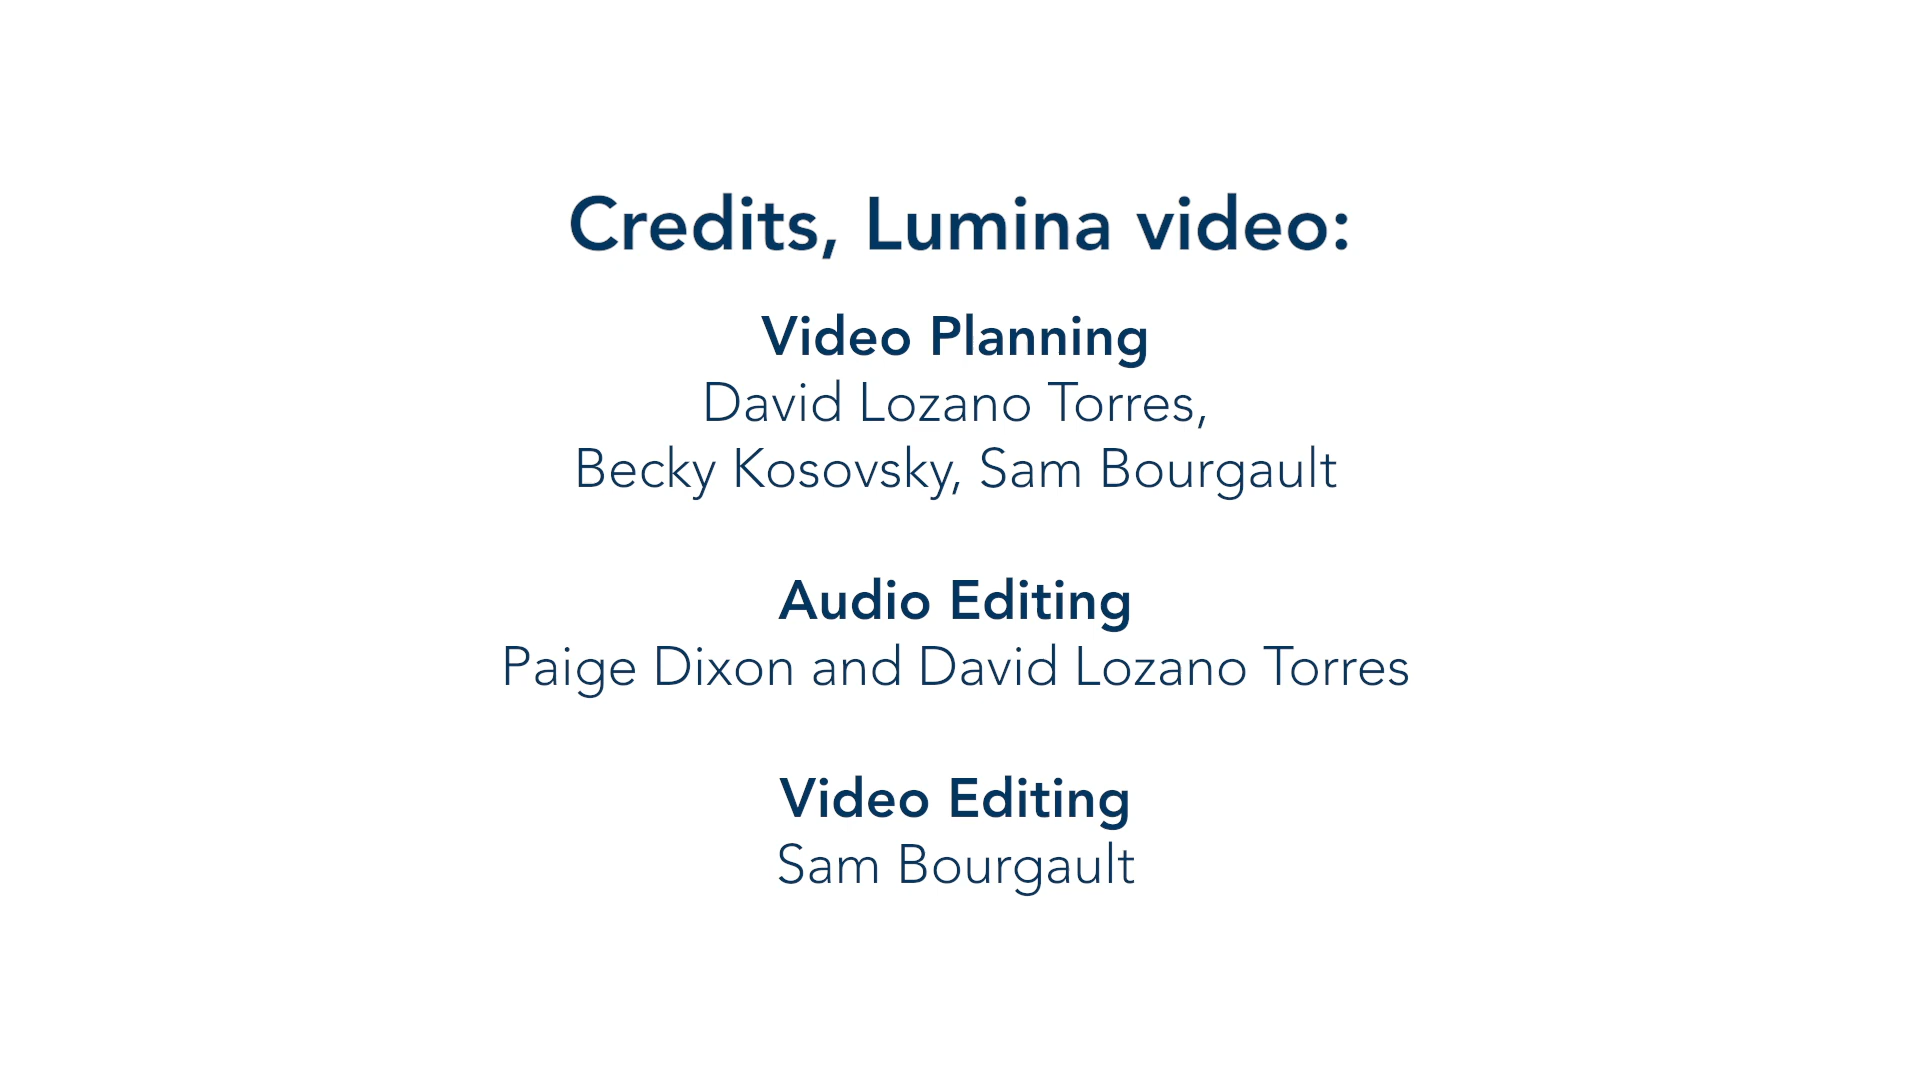 Credits, Lumina video:
Video Planning
David Lozano Torres,
Becky Kosovsky, Sam Bourgault
Audio Editing
Paige Dixon and David Lozano Torres
Video Editing
Sam Bourgault